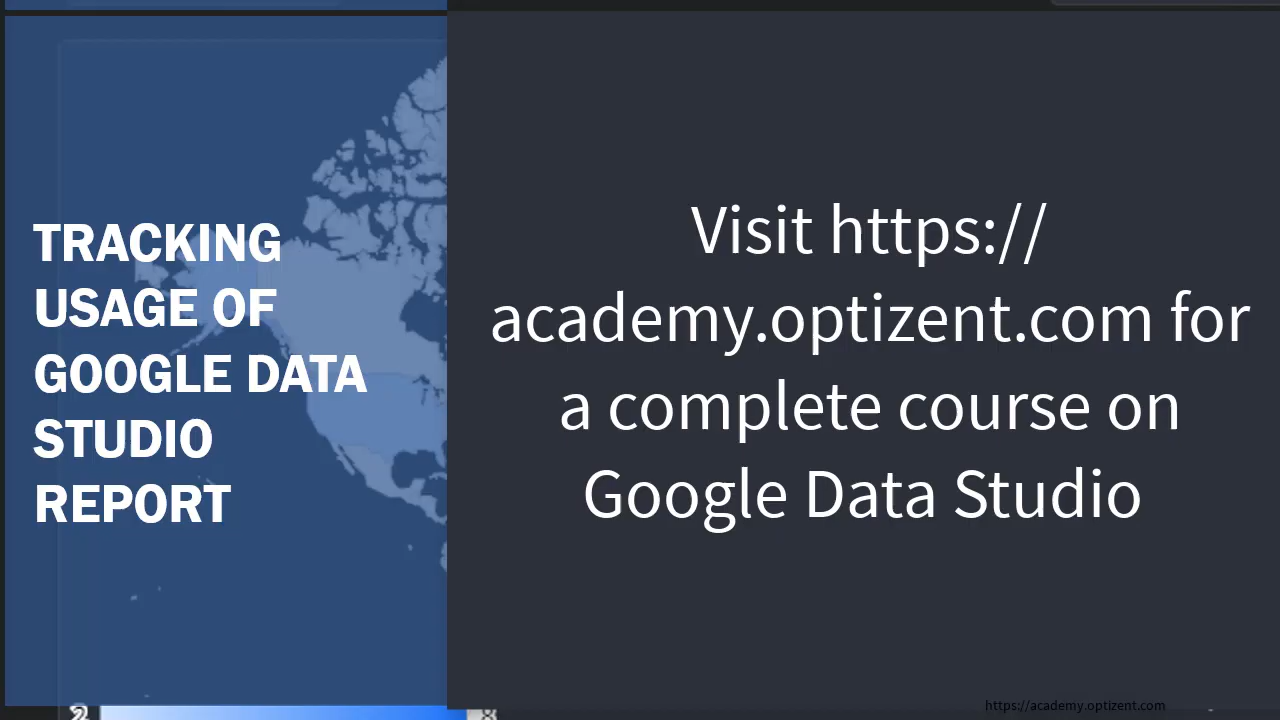 TRACKING
USAGE OF
GOOGLE DATA
STUDIO
REPORT
Visit https://
academy.optizent.com for
a complete course on
Google Data Studio
https://academy.optizent.com